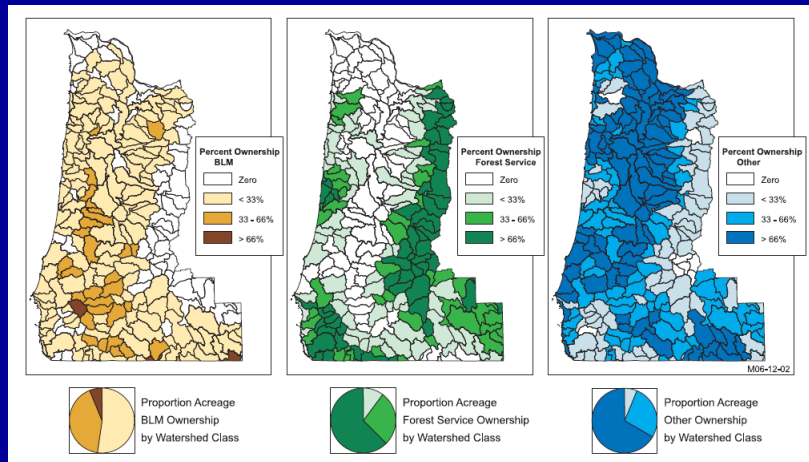 Percent Ownership
BLM
Zero
< 33%
33 - 66%
> 66%
Percent Ownership
Forest Service
Zero
< 33%
33 - 66%
> 66%
Percent Ownership
Other
Zero
< 33%
33 - 66%
> 66%
M06-12-02
Proportion Acreage
BLM Ownership
by Watershed Class
Proportion Acreage
Forest Service Ownership
by Watershed Class
Proportion Acreage
Other Ownership
by Watershed Class